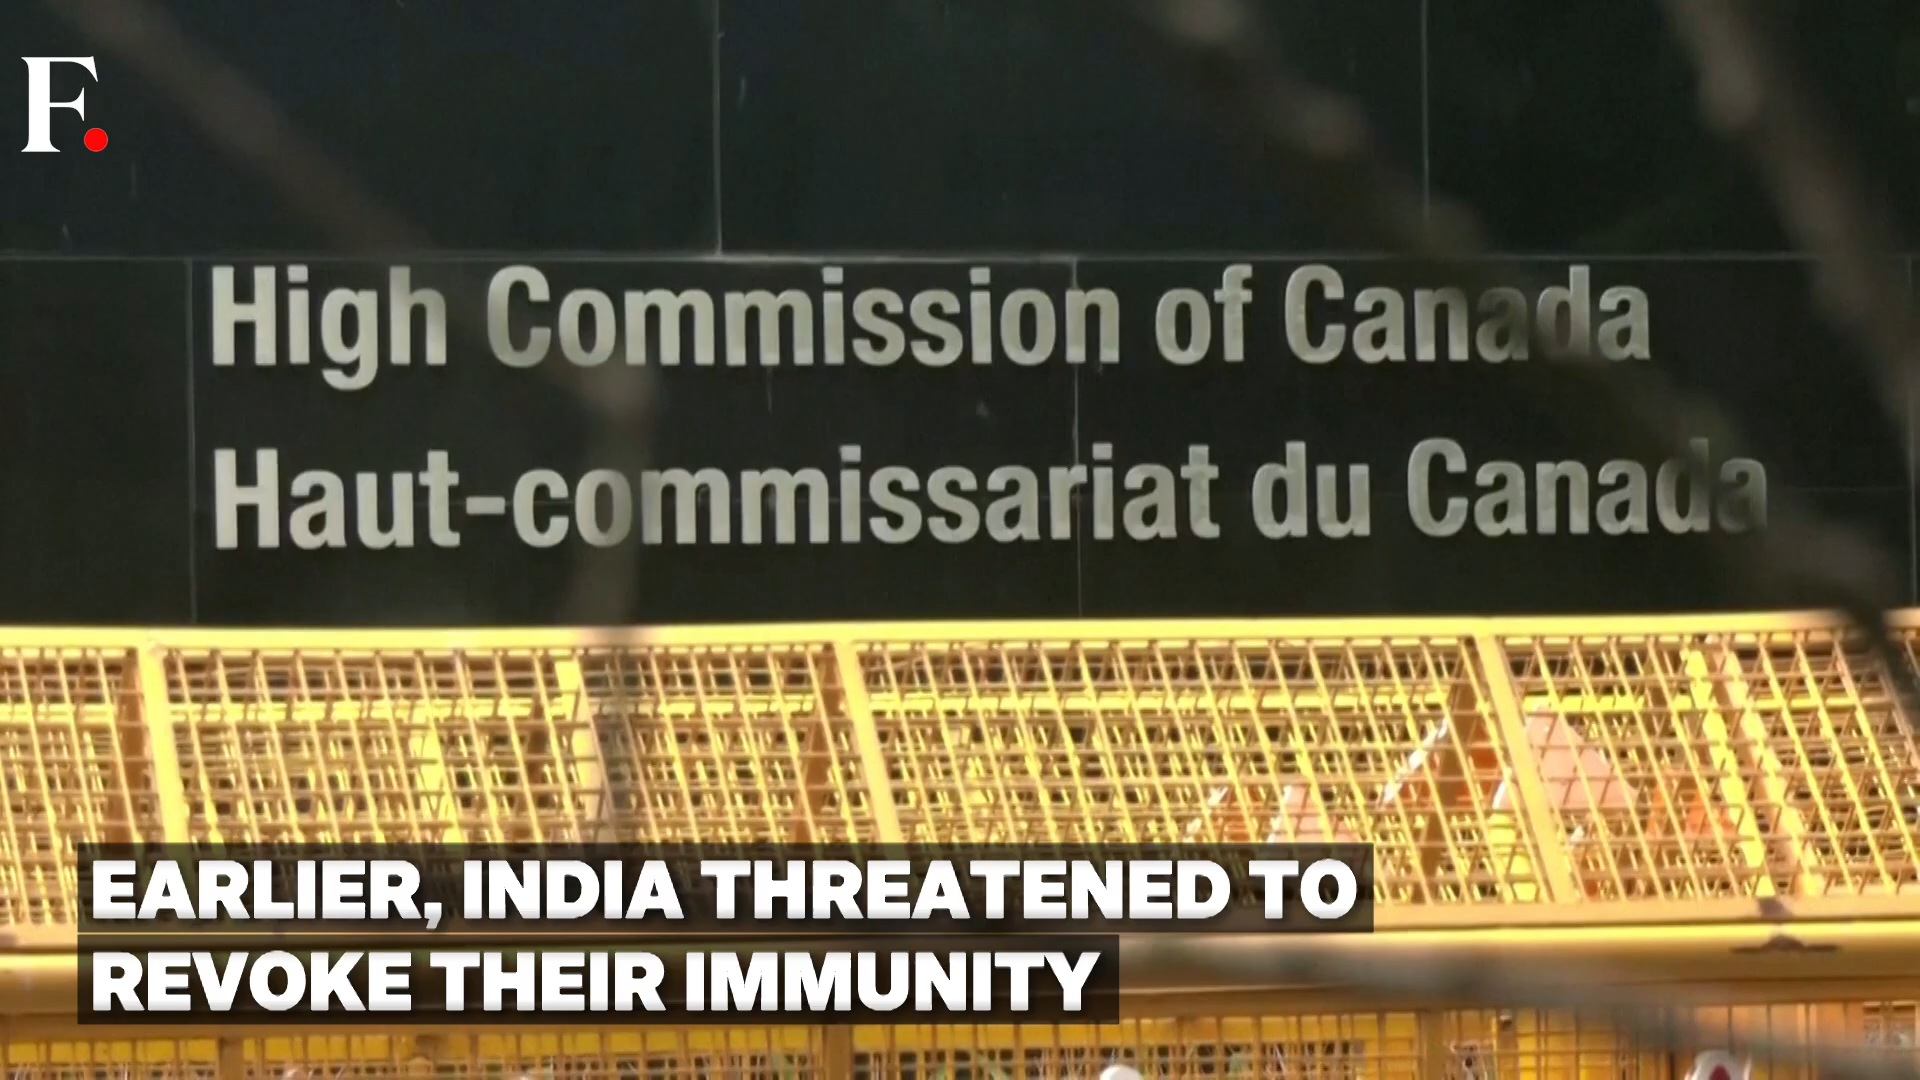 F.
High Commission of Canada
Haut-commissariat du Canada
EARLIER, INDIA THREATENED TO
REVOKE THEIR IMMUNITY